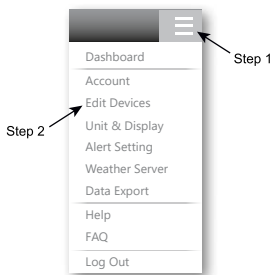 Step 1
Dashboard
Account
Edit Devices
Step 2
Unit & Display
Alert Setting
Weather Server
Data Export
Help
FAQ
Log Out